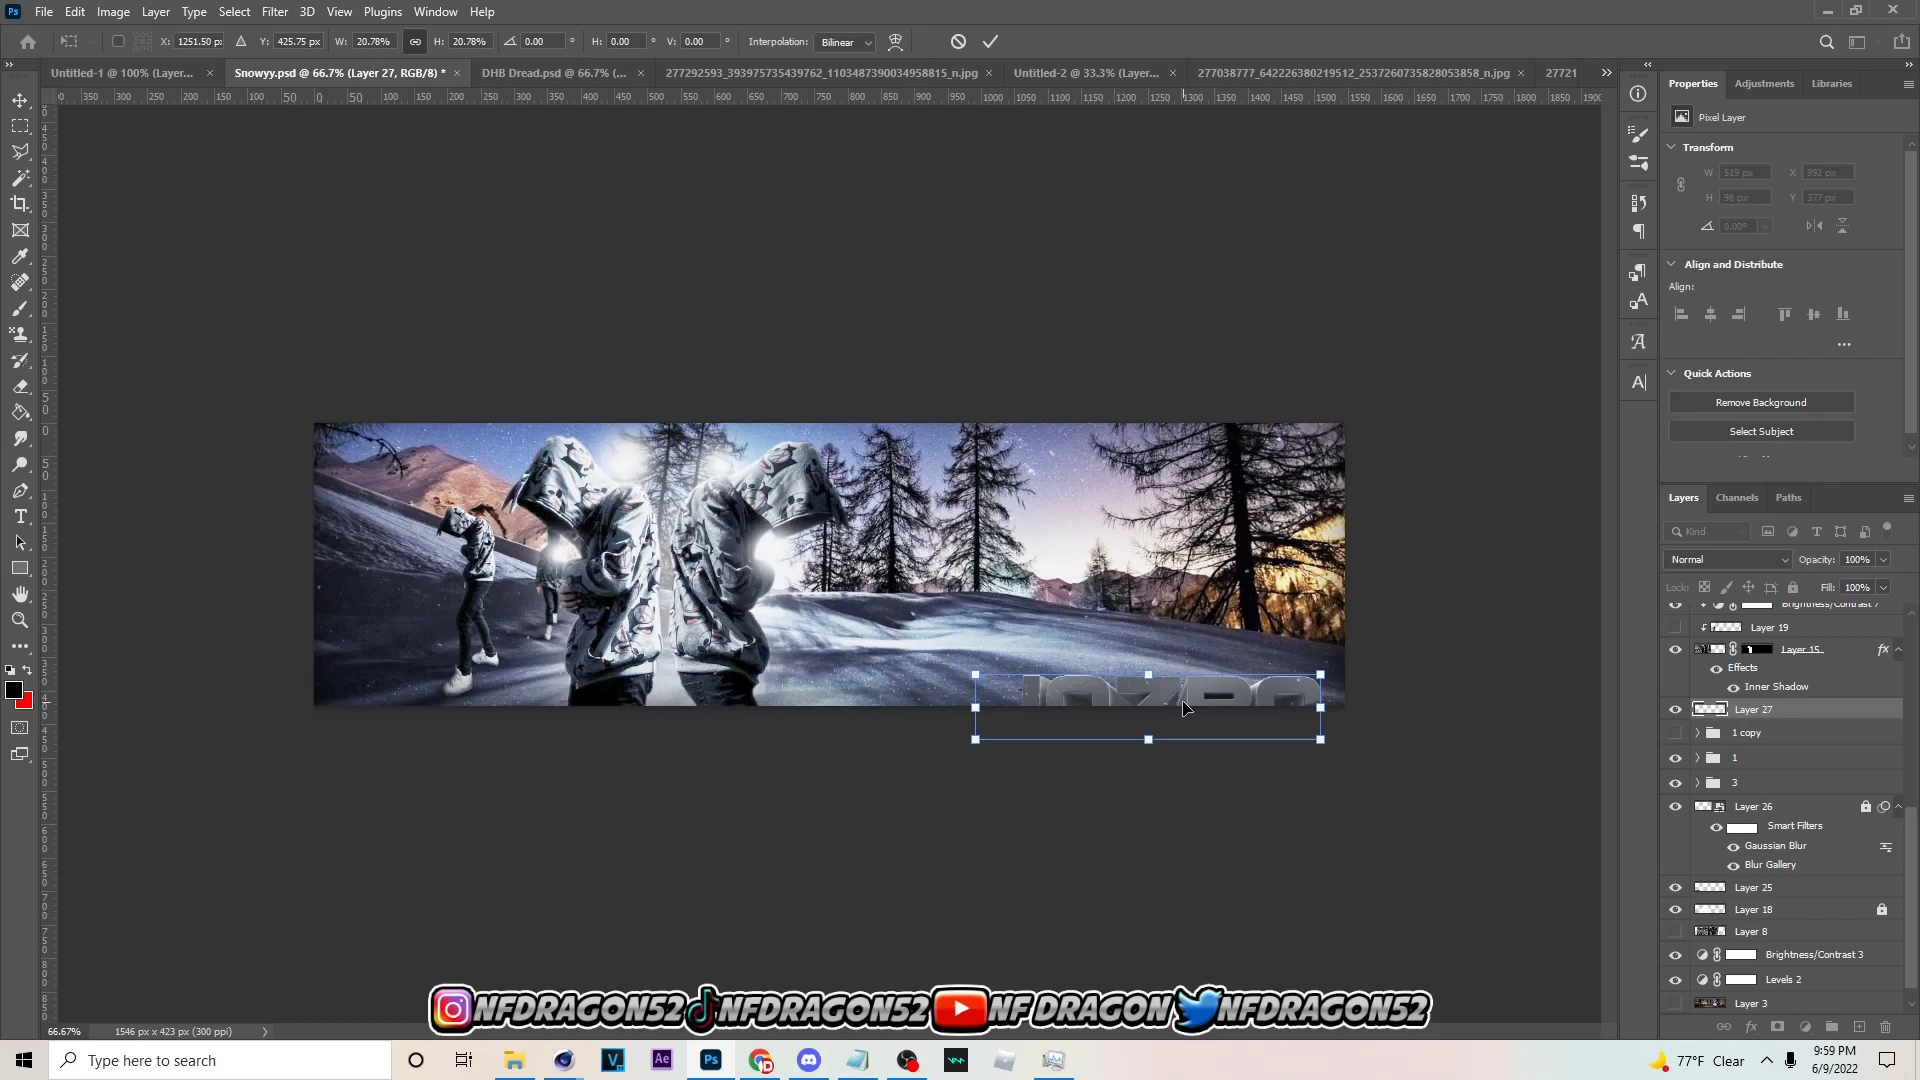 Ps File Edit Image Layer Type Select Filter 3D View Plugins Window Help
X: 1251.50 px Y: 425.75 px W: 20.78% H: 20.78% 0.00 ° H: 0.00 ° V: 0.00 ° Interpolation: Bilinear
Untitled-1 @ 100% (Layer... × Snowyy.psd @ 66.7% (Layer 27, RGB/8) * × DHB Dread.psd @ 66.7% (... × 277292593_393975735439762_1103487390034958815_n.jpg × Untitled-2 @ 33.3% (Layer... × 277038777_642226380219512_2537260735828053858_n.jpg × 27721
Properties Adjustments Libraries
Pixel Layer
Transform
W 519 px X 992 px
H 98 px Y 377 px
0.00°
Align and Distribute
Align:
Quick Actions
Remove Background
Select Subject
Layers Channels Paths
Kind
Normal Opacity: 100%
Lock: Fill: 100%
Brightness/Contrast 7
Layer 19
Layer 15 fx
Effects
Inner Shadow
Layer 27
1 copy
1
3
Layer 26
Smart Filters
Gaussian Blur
Blur Gallery
Layer 25
Layer 18
Layer 8
Brightness/Contrast 3
Levels 2
Layer 3
NFDRAGON52 NFDRAGON52 NF DRAGON NFDRAGON52
66.67% 1546 px x 423 px (300 ppi)
Type here to search
77°F Clear
9:59 PM
6/9/2022